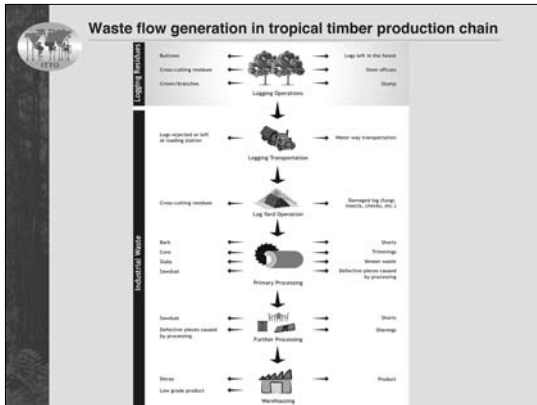 Waste flow generation in tropical timber production chain
ITTO
Logging Residues
Buttress
Logs left in the forest
Cross-cutting residues
Stem offcuts
Crown/branches
Stump
Logging Operations
Industrial Waste
Logs rejected or left
at loading station
Water way transportation
Logging Transportation
Cross-cutting residues
Damaged log (fungi,
insects, checks, etc.)
Log Yard Operation
Bark
Shorts
Core
Trimmings
Slabs
Veneer waste
Sawdust
Defective pieces caused
by processing
Primary Processing
Sawdust
Shorts
Defective pieces caused
by processing
Shavings
Further Processing
Decay
Product
Low grade product
Warehousing